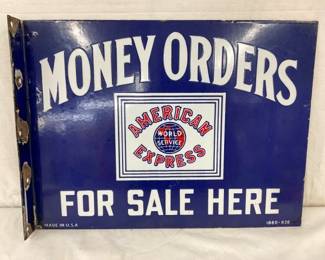 MONEY ORDERS
AMERICAN
WORLD
SERVICE
EXPRESS
FOR SALE HERE
MADE IN U.S.A